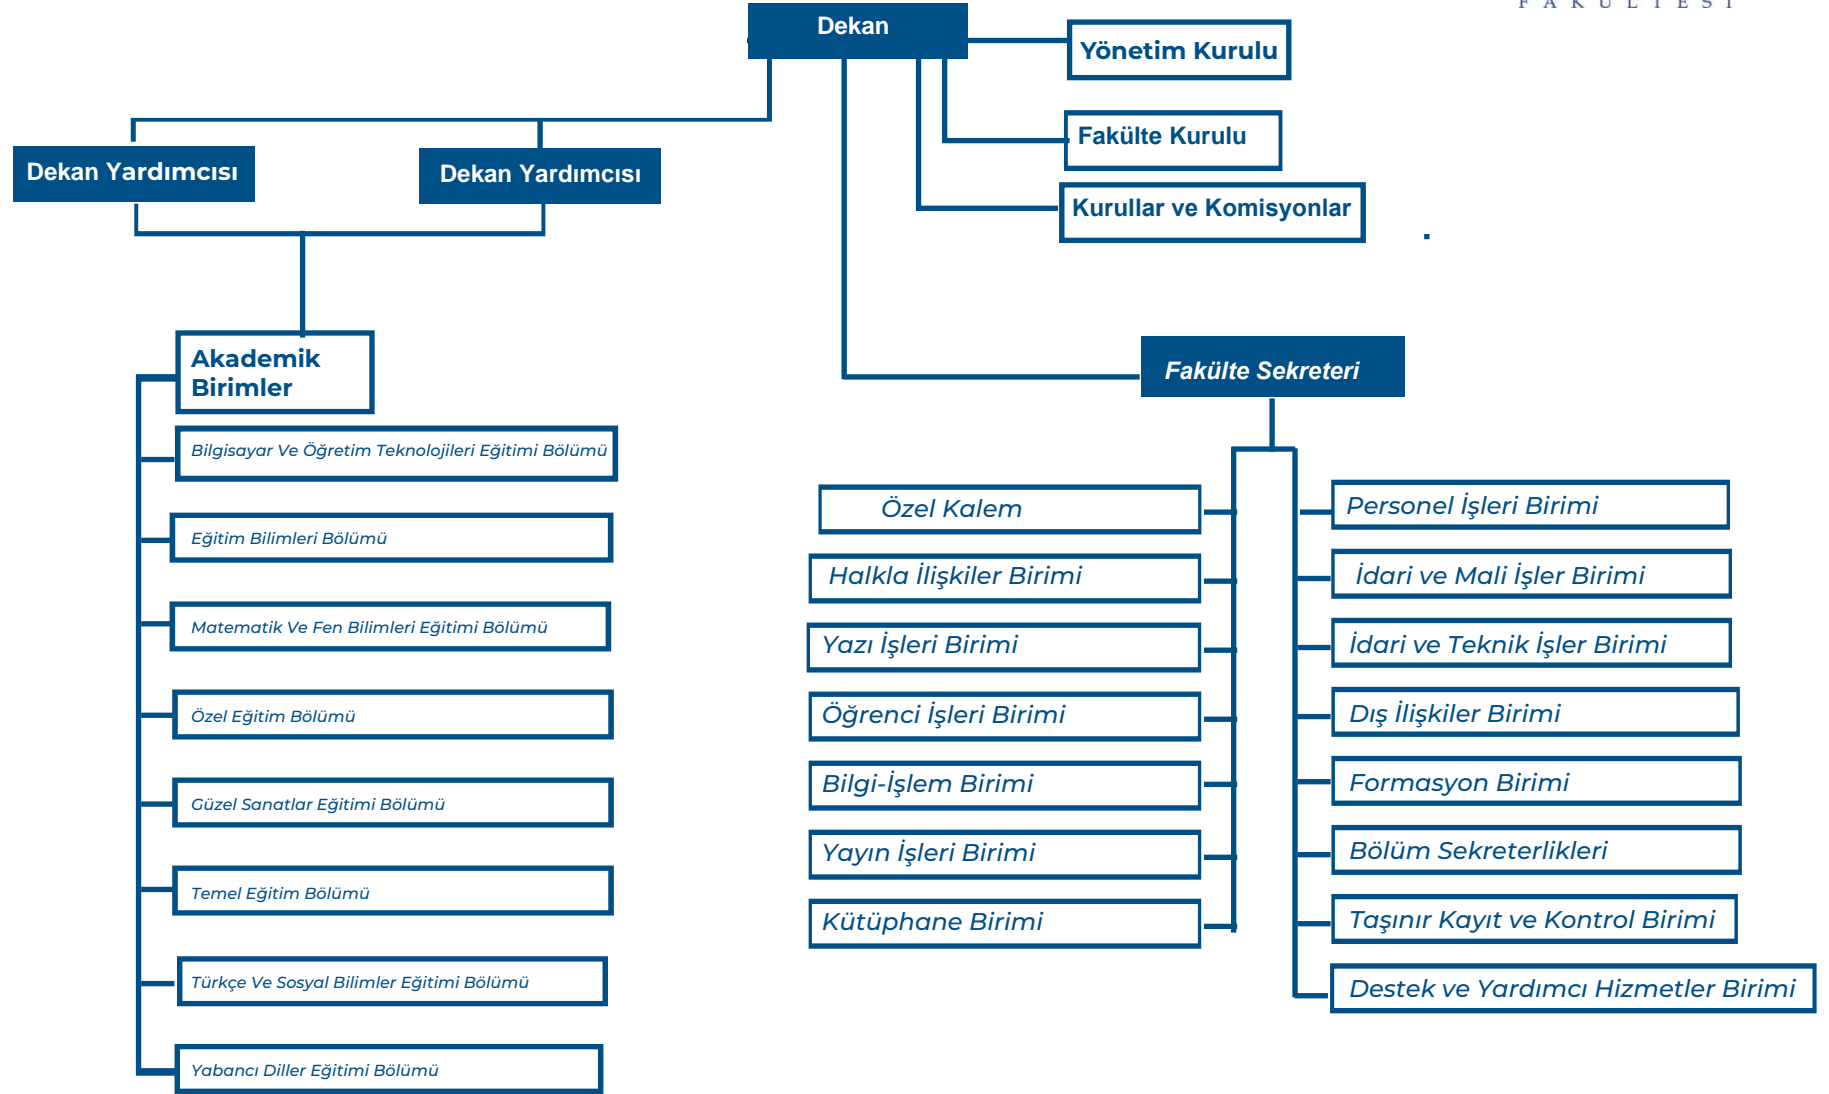 FAKÜLTESİ
Dekan
Yönetim Kurulu
Fakülte Kurulu
Kurullar ve Komisyonlar
Dekan Yardımcısı
Dekan Yardımcısı
Akademik
Birimler
Bilgisayar Ve Öğretim Teknolojileri Eğitimi Bölümü
Eğitim Bilimleri Bölümü
Matematik Ve Fen Bilimleri Eğitimi Bölümü
Özel Eğitim Bölümü
Güzel Sanatlar Eğitimi Bölümü
Temel Eğitim Bölümü
Türkçe Ve Sosyal Bilimler Eğitimi Bölümü
Yabancı Diller Eğitimi Bölümü
Fakülte Sekreteri
Özel Kalem
Halkla İlişkiler Birimi
Yazı İşleri Birimi
Öğrenci İşleri Birimi
Bilgi-İşlem Birimi
Yayın İşleri Birimi
Kütüphane Birimi
Personel İşleri Birimi
İdari ve Mali İşler Birimi
İdari ve Teknik İşler Birimi
Dış İlişkiler Birimi
Formasyon Birimi
Bölüm Sekreterlikleri
Taşınır Kayıt ve Kontrol Birimi
Destek ve Yardımcı Hizmetler Birimi